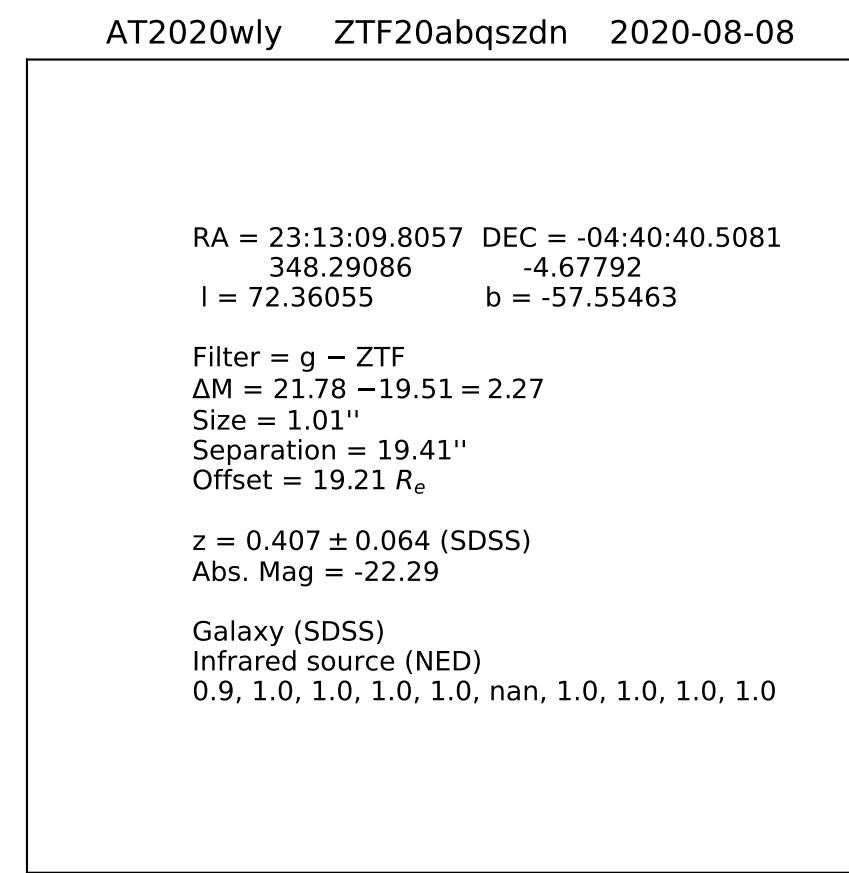 AT2020wly ZTF20abqszdn 2020-08-08
RA = 23:13:09.8057 DEC = -04:40:40.5081
348.29086 -4.67792
l = 72.36055 b = -57.55463
Filter = g − ZTF
ΔM = 21.78 −19.51 = 2.27
Size = 1.01''
Separation = 19.41''
Offset = 19.21 Rₑ
z = 0.407 ± 0.064 (SDSS)
Abs. Mag = -22.29
Galaxy (SDSS)
Infrared source (NED)
0.9, 1.0, 1.0, 1.0, 1.0, nan, 1.0, 1.0, 1.0, 1.0